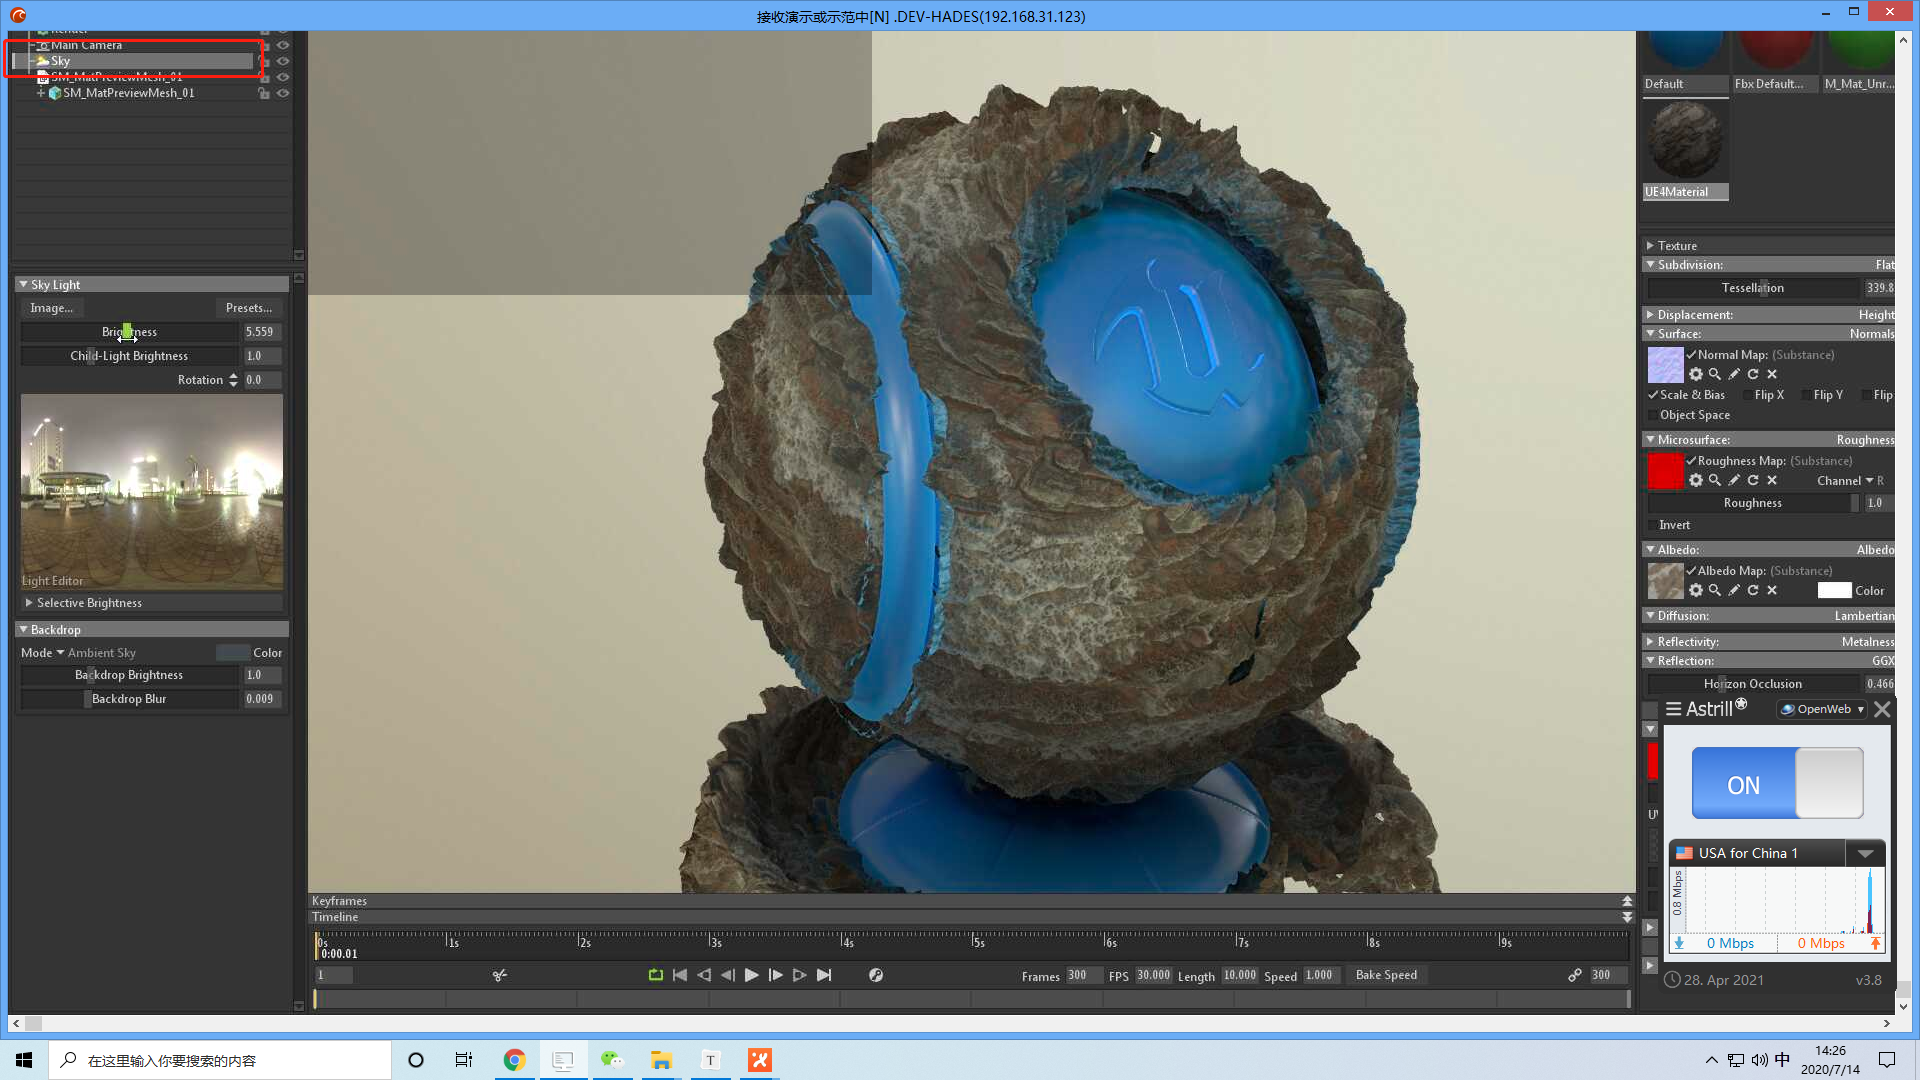 接收演示或示范中[N] .DEV-HADES(192.168.31.123)
Render
Main Camera
Sky
SM_MatPreviewMesh_01
SM_MatPreviewMesh_01
Sky Light
Image...
Presets...
Brightness 5.559
Child-Light Brightness 1.0
Rotation 0.0
Light Editor
Selective Brightness
Backdrop
Mode Ambient Sky Color
Backdrop Brightness 1.0
Backdrop Blur 0.009
Keyframes
Timeline
0s 1s 2s 3s 4s 5s 6s 7s 8s 9s
0:00.01
1
Frames 300 FPS 30.000 Length 10.000 Speed 1.000 Bake Speed 300
Default Fbx Default... M_Mat_Unr...
UE4Material
Texture
Subdivision: Flat
Tessellation 339.8
Displacement: Height
Surface: Normals
Normal Map: (Substance)
Scale & Bias Flip X Flip Y Flip
Object Space
Microsurface: Roughness
Roughness Map: (Substance)
Channel R
Roughness 1.0
Invert
Albedo: Albedo
Albedo Map: (Substance)
Color
Diffusion: Lambertian
Reflectivity: Metalness
Reflection: GGX
Horizon Occlusion 0.466
Astrill OpenWeb
ON
USA for China 1
0.8 Mbps
0 Mbps 0 Mbps
28. Apr 2021 v3.8
在这里输入你要搜索的内容
T
中
14:26
2020/7/14